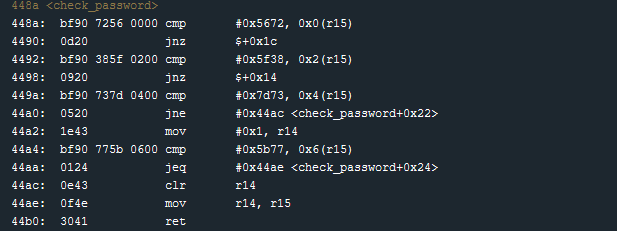 448a <check_password>
448a: bf90 7256 0000 cmp #0x5672, 0x0(r15)
4490: 0d20 jnz $+0x1c
4492: bf90 385f 0200 cmp #0x5f38, 0x2(r15)
4498: 0920 jnz $+0x14
449a: bf90 737d 0400 cmp #0x7d73, 0x4(r15)
44a0: 0520 jne #0x44ac <check_password+0x22>
44a2: 1e43 mov #0x1, r14
44a4: bf90 775b 0600 cmp #0x5b77, 0x6(r15)
44aa: 0124 jeq #0x44ae <check_password+0x24>
44ac: 0e43 clr r14
44ae: 0f4e mov r14, r15
44b0: 3041 ret